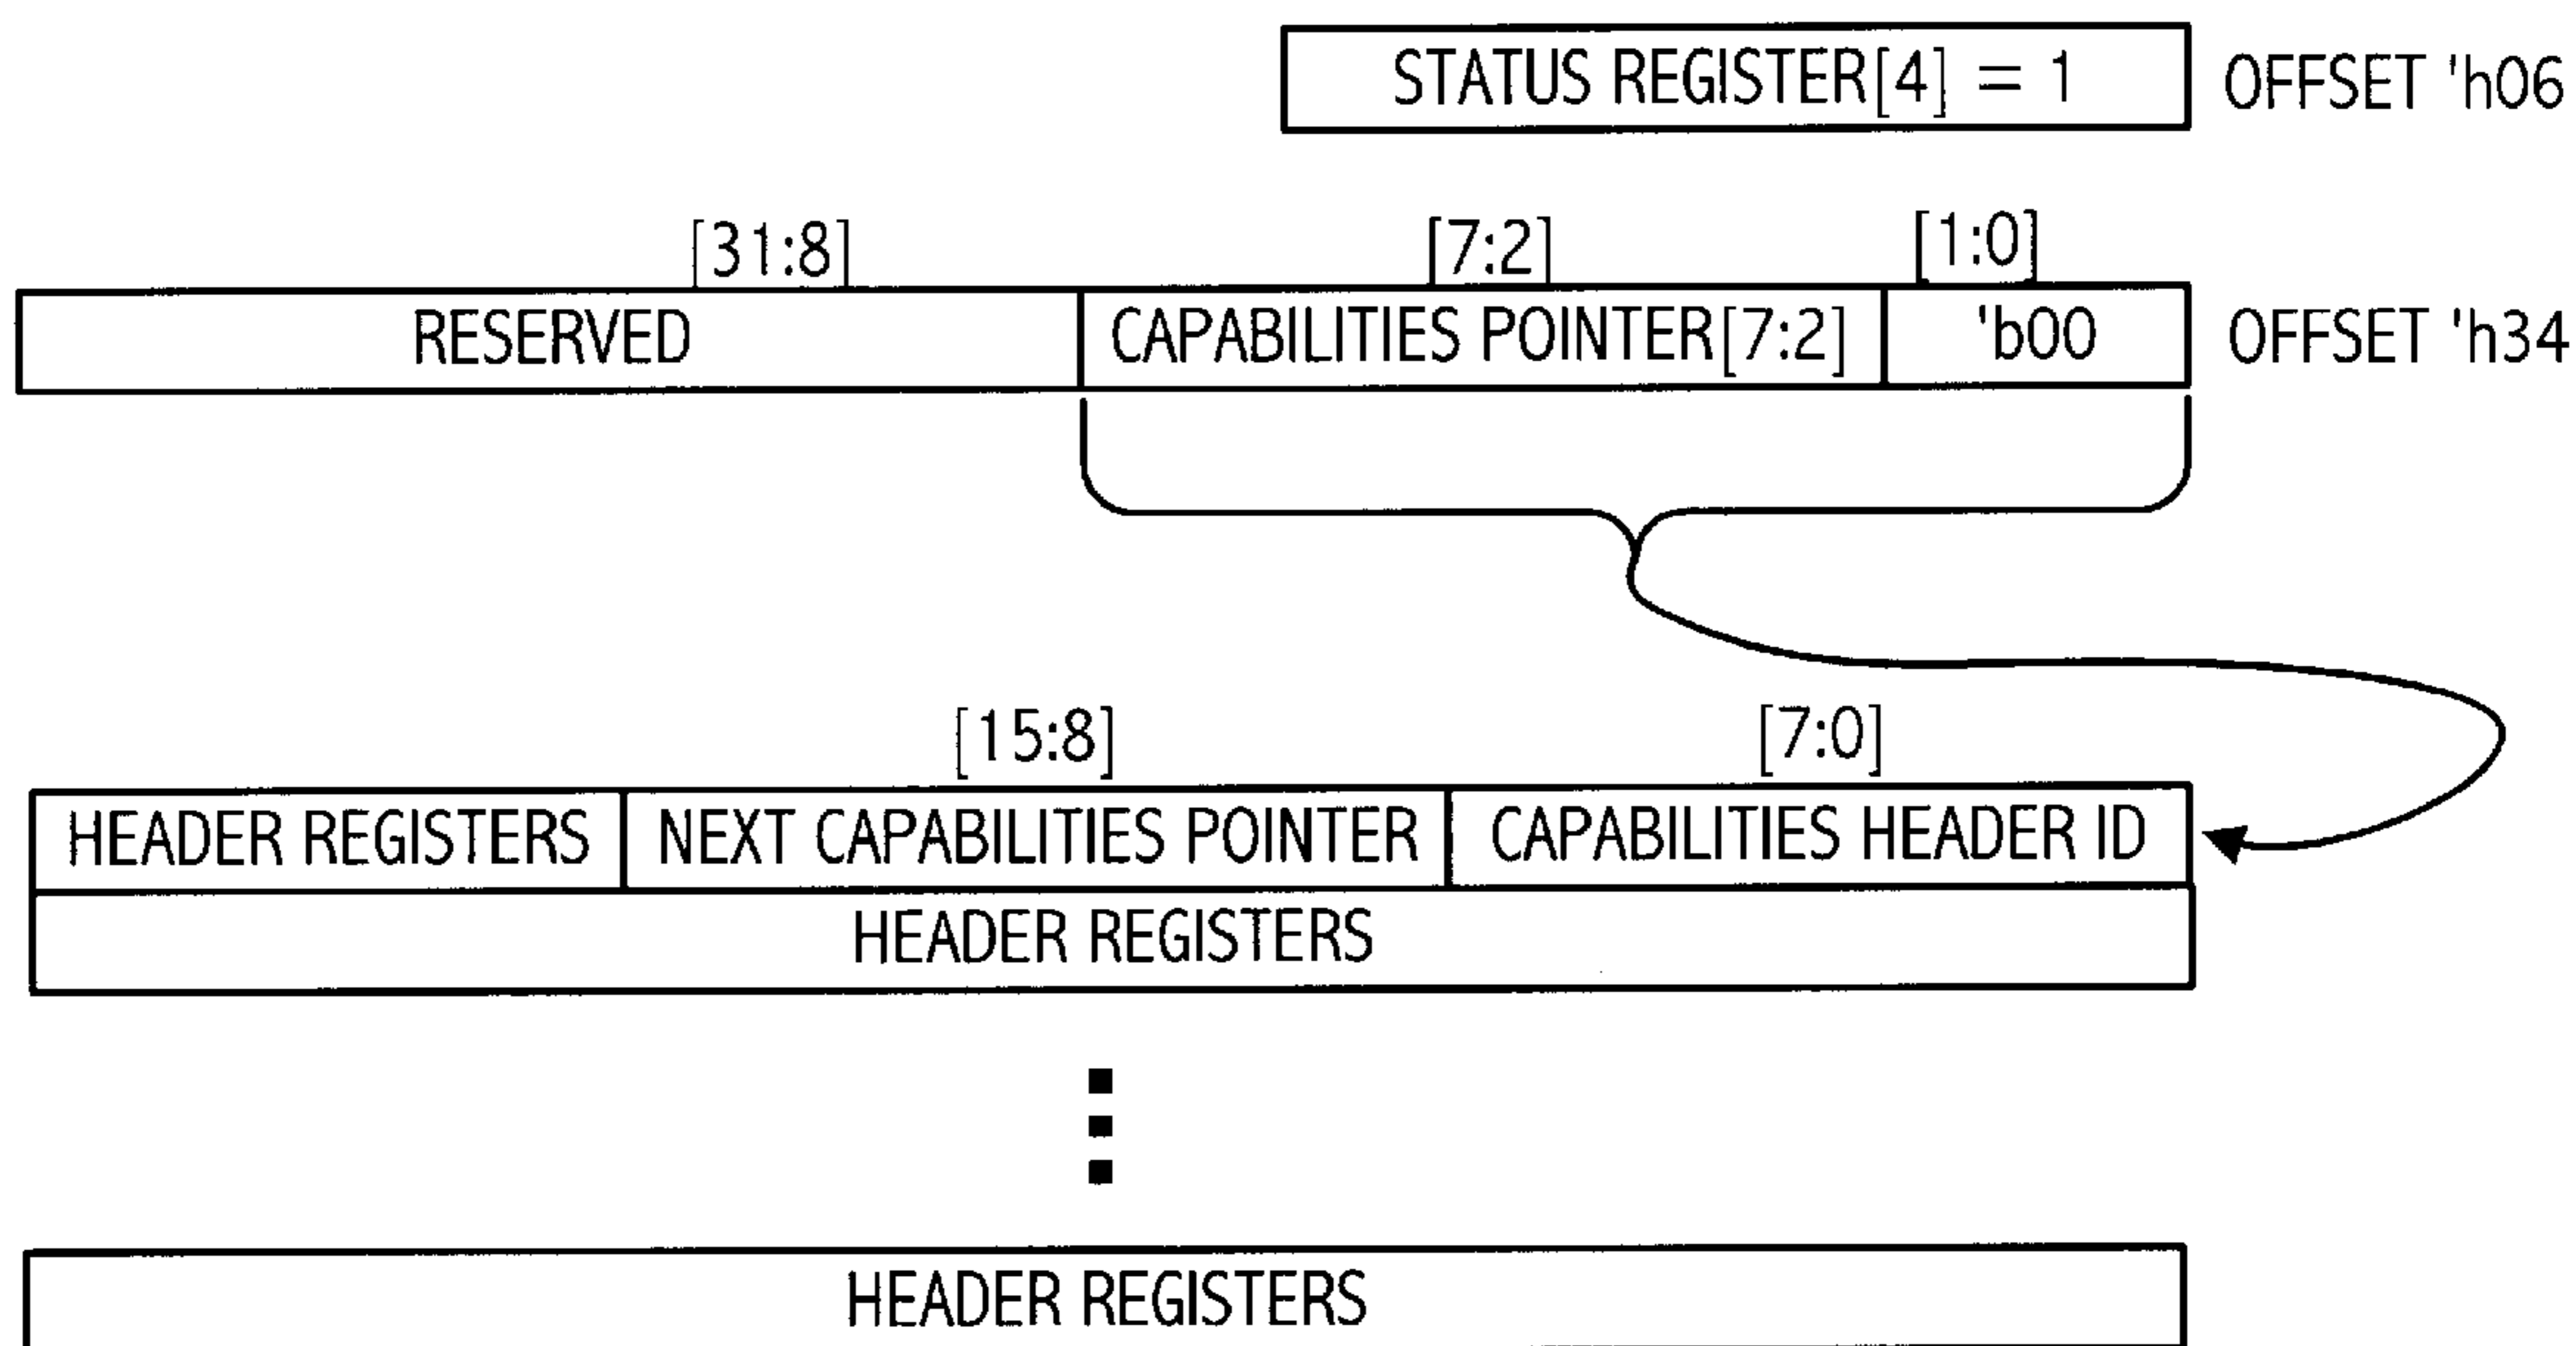 STATUS REGISTER[4] = 1 OFFSET 'h06
[31:8] [7:2] [1:0]
RESERVED CAPABILITIES POINTER[7:2] 'b00 OFFSET 'h34
[15:8] [7:0]
HEADER REGISTERS NEXT CAPABILITIES POINTER CAPABILITIES HEADER ID
HEADER REGISTERS
HEADER REGISTERS